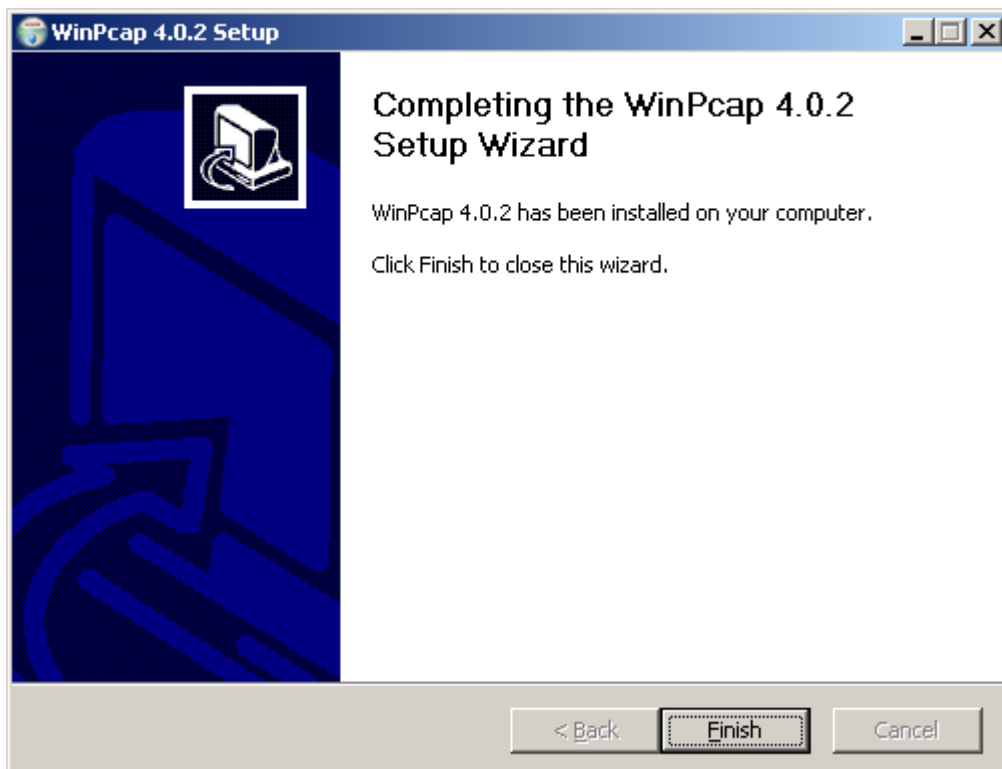 WinPcap 4.0.2 Setup
Completing the WinPcap 4.0.2
Setup Wizard
WinPcap 4.0.2 has been installed on your computer.
Click Finish to close this wizard.
< Back
Finish
Cancel